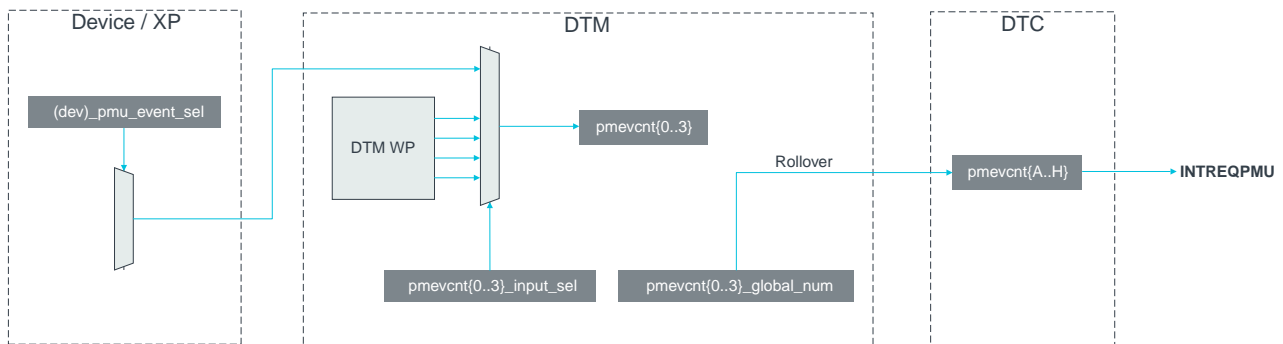 Device / XP
DTM
DTC
(dev)_pmu_event_sel
DTM WP
pmevcnt{0..3}
Rollover
pmevcnt{A..H}
INTREQPMU
pmevcnt{0..3}_input_sel
pmevcnt{0..3}_global_num